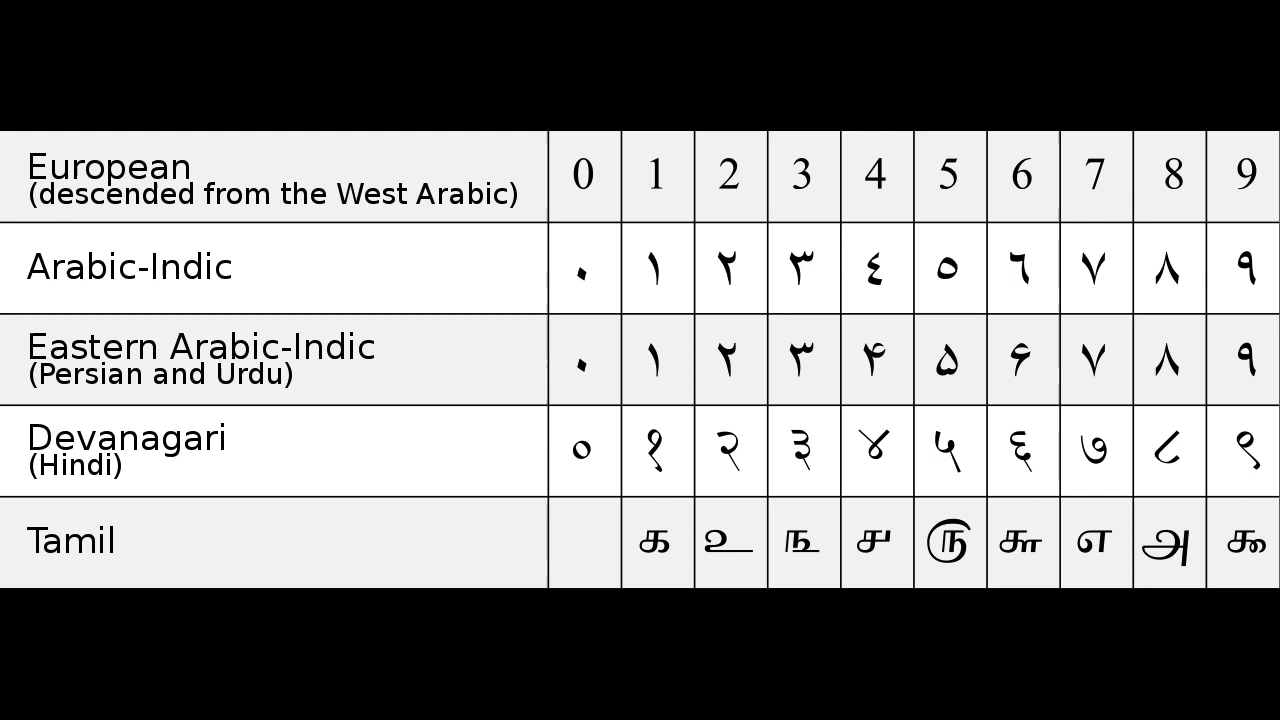 European 0 1 2 3 4 5 6 7 8 9
(descended from the West Arabic)
Arabic-Indic ٠ ١ ٢ ٣ ٤ ٥ ٦ ٧ ٨ ٩
Eastern Arabic-Indic ۰ ۱ ۲ ۳ ۴ ۵ ۶ ۷ ۸ ۹
(Persian and Urdu)
Devanagari ० १ २ ३ ४ ५ ६ ७ ८ ९
(Hindi)
Tamil ௧ ௨ ௩ ௪ ௫ ௬ ௭ ௮ ௯